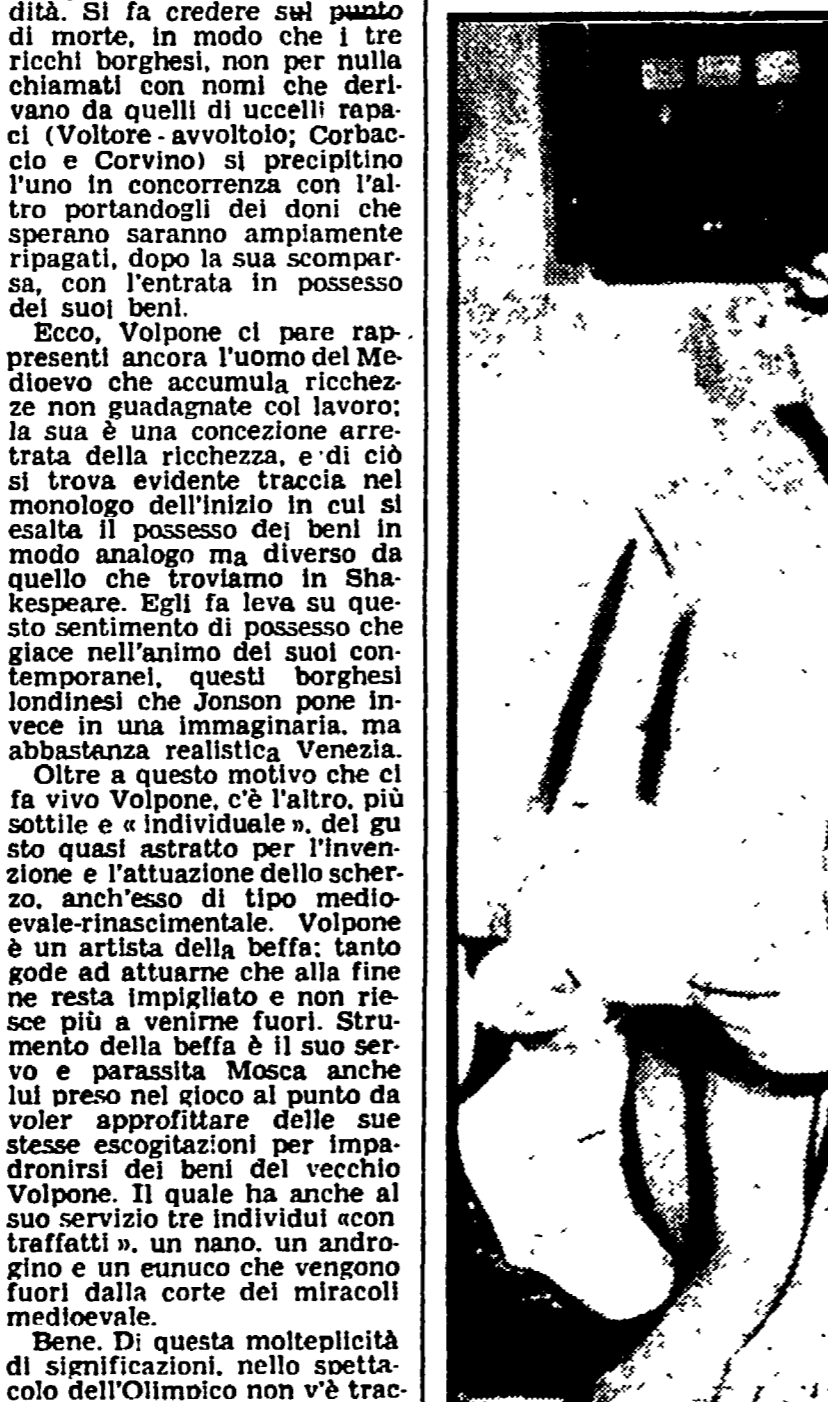 dità. Si fa credere sul punto
di morte, in modo che i tre
ricchi borghesi, non per nulla
chiamati con nomi che deri-
vano da quelli di uccelli rapa-
ci (Voltore - avvoltoio; Corbac-
cio e Corvino) si precipitino
l'uno in concorrenza con l'al-
tro portandogli dei doni che
sperano saranno ampiamente
ripagati, dopo la sua scompar-
sa, con l'entrata in possesso
dei suoi beni.
Ecco, Volpone ci pare rap-
presenti ancora l'uomo del Me-
dioevo che accumula ricchez-
ze non guadagnate col lavoro;
la sua è una concezione arre-
trata della ricchezza, e di ciò
si trova evidente traccia nel
monologo dell'inizio in cui si
esalta il possesso dei beni in
modo analogo ma diverso da
quello che troviamo in Sha-
kespeare. Egli fa leva su que-
sto sentimento di possesso che
giace nell'animo dei suoi con-
temporanei, questi borghesi
londinesi che Jonson pone in-
vece in una immaginaria, ma
abbastanza realistica Venezia.
Oltre a questo motivo che ci
fa vivo Volpone, c'è l'altro, più
sottile e « individuale », del gu
sto quasi astratto per l'inven-
zione e l'attuazione dello scher-
zo, anch'esso di tipo medio-
evale-rinascimentale. Volpone
è un artista della beffa: tanto
gode ad attuarne che alla fine
ne resta impigliato e non rie-
sce più a venirne fuori. Stru-
mento della beffa è il suo ser-
vo e parassita Mosca anche
lui preso nel gioco al punto da
voler approfittare delle sue
stesse escogitazioni per impa-
dronirsi dei beni del vecchio
Volpone. Il quale ha anche al
suo servizio tre individui «con
traffatti », un nano, un andro-
gino e un eunuco che vengono
fuori dalla corte dei miracoli
medioevale.
Bene. Di questa molteplicità
di significazioni, nello spetta-
colo dell'Olimpico non v'è trac-